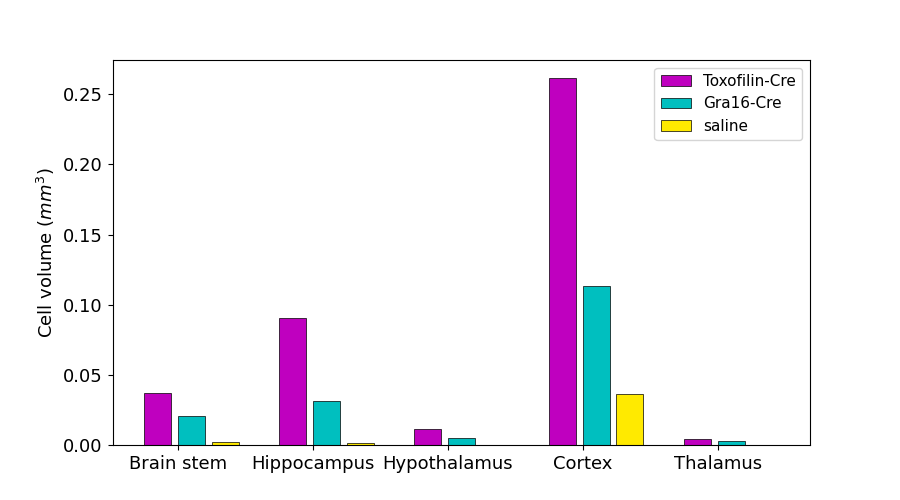 Toxofilin-Cre
Gra16-Cre
saline
Cell volume (mm³)
0.25
0.20
0.15
0.10
0.05
0.00
Brain stem Hippocampus Hypothalamus Cortex Thalamus